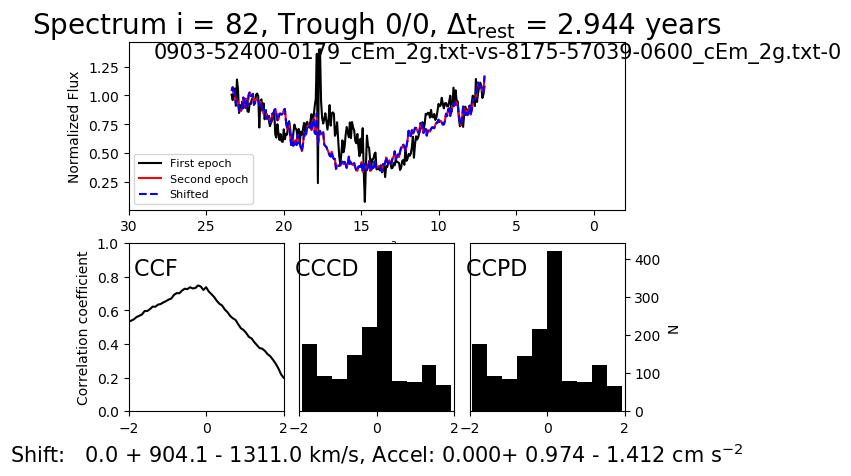 Spectrum i = 82, Trough 0/0, Δt_rest = 2.944 years
0903-52400-0179_cEm_2g.txt-vs-8175-57039-0600_cEm_2g.txt-0
Normalized Flux
1.25
1.00
0.75
0.50
0.25
First epoch
Second epoch
Shifted
30 25 20 15 10 5 0
Correlation coefficient
1.0
0.8
0.6
0.4
0.2
0.0
CCF
CCCD
CCPD
400
300
200
100
0
N
−2 0 2
−2 0 2
−2 0 2
Shift: 0.0 + 904.1 - 1311.0 km/s, Accel: 0.000+ 0.974 - 1.412 cm s⁻²